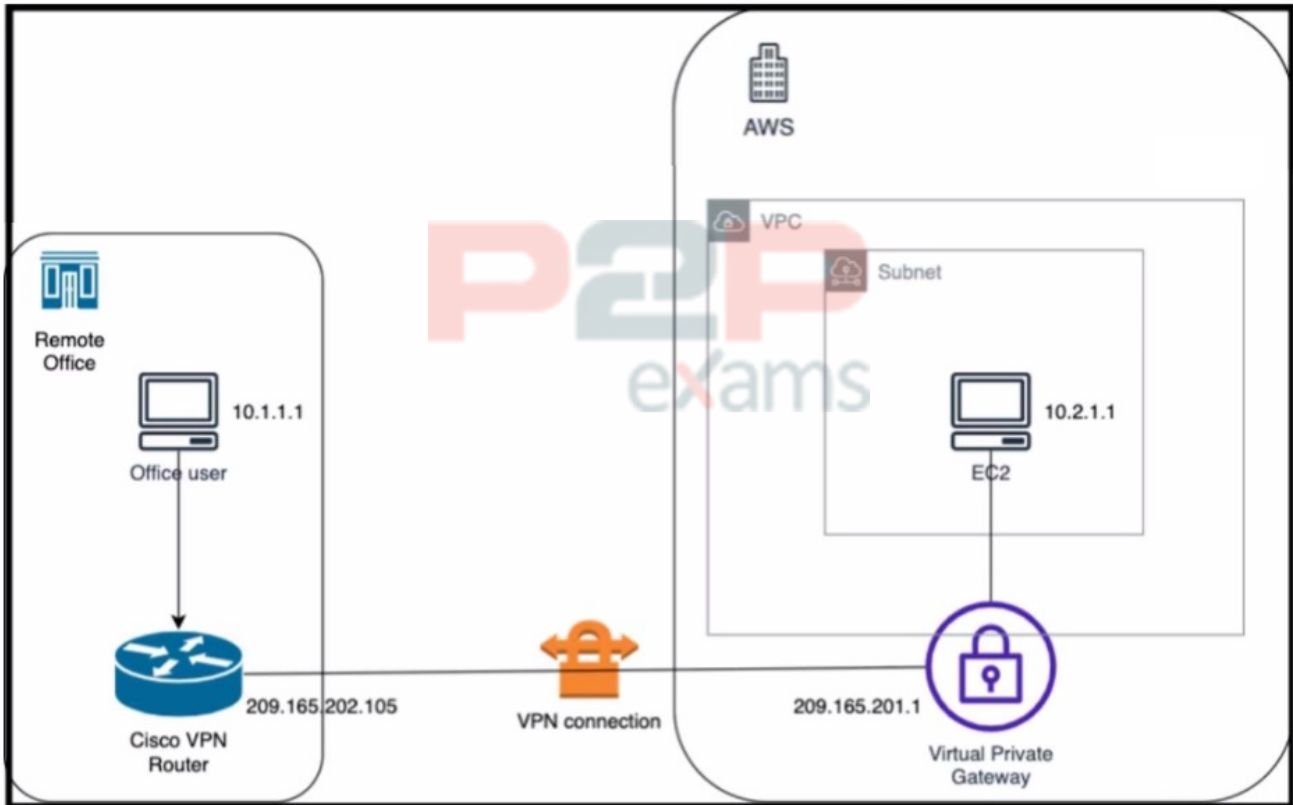 AWS
VPC
Subnet
P2P
exams
Remote
Office
10.1.1.1
Office user
10.2.1.1
EC2
209.165.202.105
Cisco VPN
Router
VPN connection
209.165.201.1
Virtual Private
Gateway